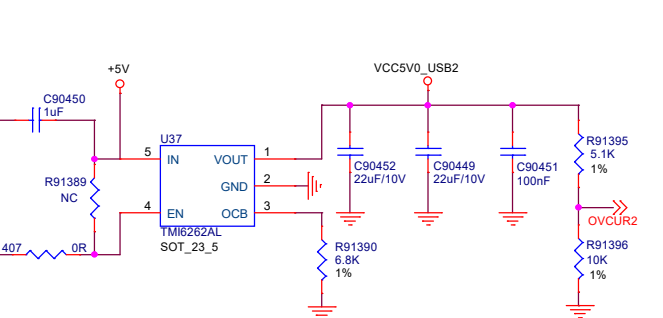 +5V
VCC5V0_USB2
C90450
1uF
U37
5
IN
VOUT
1
GND
2
4
EN
OCB
3
TMI6262AL
SOT_23_5
R91389
NC
407
0R
R91390
6.8K
1%
C90452
22uF/10V
C90449
22uF/10V
C90451
100nF
R91395
5.1K
1%
OVCUR2
R91396
10K
1%